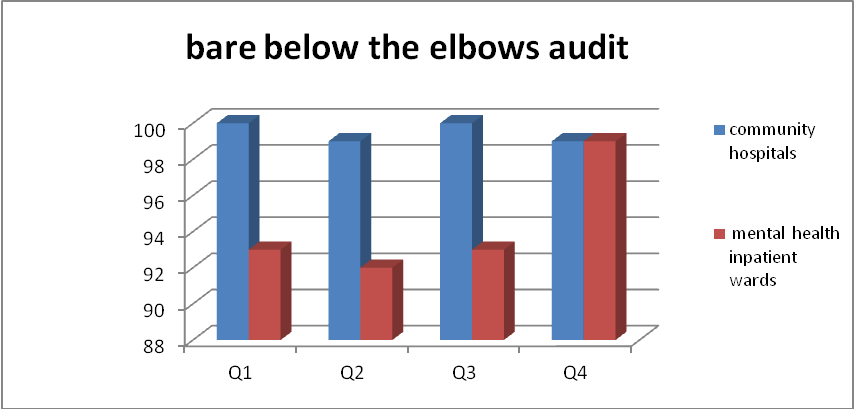 bare below the elbows audit
100
98
96
94
92
90
88
Q1 Q2 Q3 Q4
community
hospitals
mental health
inpatient
wards